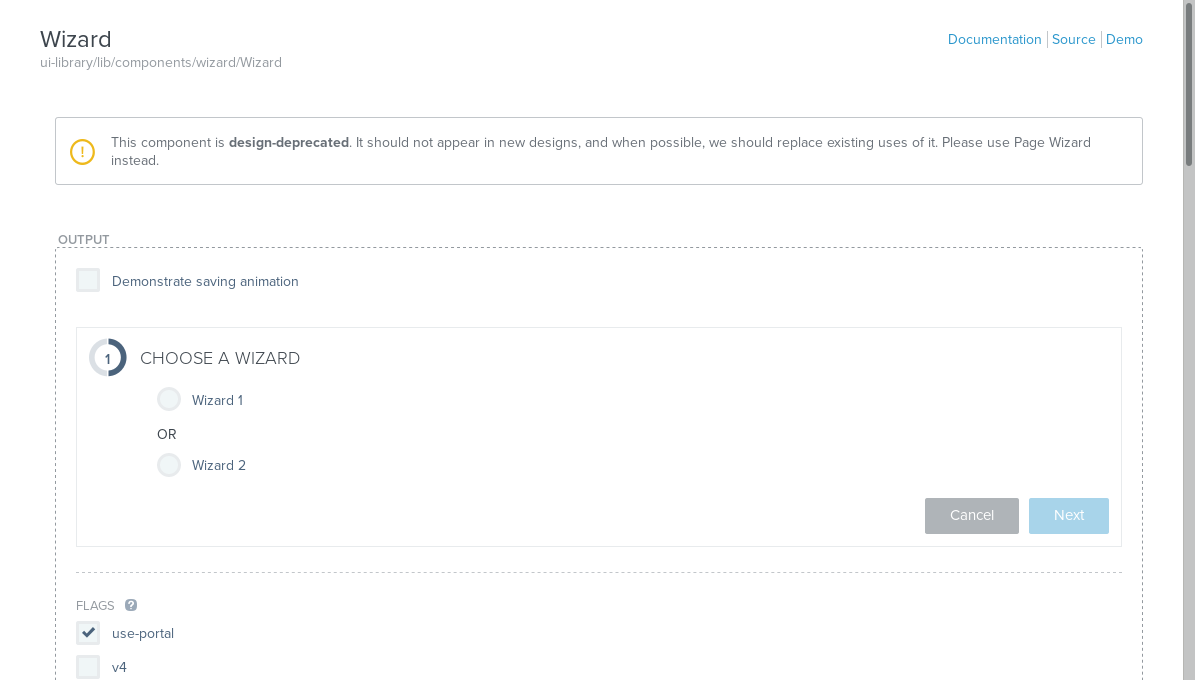 Wizard
Documentation Source Demo
ui-library/lib/components/wizard/Wizard
! This component is design-deprecated. It should not appear in new designs, and when possible, we should replace existing uses of it. Please use Page Wizard
instead.
OUTPUT
Demonstrate saving animation
1 CHOOSE A WIZARD
Wizard 1
OR
Wizard 2
Cancel Next
FLAGS ?
use-portal
v4